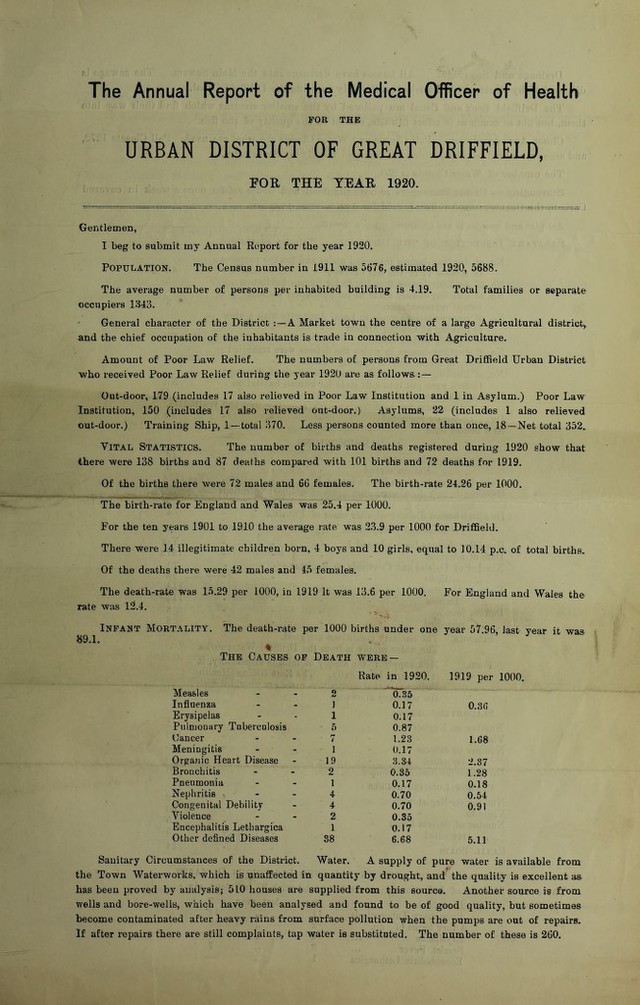 The Annual Report of the Medical Officer of Health
FOR THE
URBAN DISTRICT OF GREAT DRIFFIELD,
FOR THE YEAR 1920.
Gentlemen,
I beg to submit my Annual Report for the year 1920.
POPULATION. The Census number in 1911 was 5676, estimated 1920, 5688.
The average number of persons per inhabited building is 4.19. Total families or separate
occupiers 1343.
General character of the District :—A Market town the centre of a large Agricultural district,
and the chief occupation of the inhabitants is trade in connection with Agriculture.
Amount of Poor Law Relief. The numbers of persons from Great Driffield Urban District
who received Poor Law Relief during the year 1920 are as follows :—
Out-door, 179 (includes 17 also relieved in Poor Law Institution and 1 in Asylum.) Poor Law
Institution, 150 (includes 17 also relieved out-door.) Asylums, 22 (includes 1 also relieved
out-door.) Training Ship, 1—total 370. Less persons counted more than once, 18—Net total 352.
VITAL STATISTICS. The number of births and deaths registered during 1920 show that
there were 138 births and 87 deaths compared with 101 births and 72 deaths for 1919.
Of the births there were 72 males and 66 females. The birth-rate 24.26 per 1000.
The birth-rate for England and Wales was 25.4 per 1000.
For the ten years 1901 to 1910 the average rate was 23.9 per 1000 for Driffield.
There were 14 illegitimate children born, 4 boys and 10 girls, equal to 10.14 p.c. of total births.
Of the deaths there were 42 males and 45 females.
The death-rate was 15.29 per 1000, in 1919 it was 13.6 per 1000. For England and Wales the
rate was 12.4.
INFANT MORTALITY. The death-rate per 1000 births under one year 57.96, last year it was
89.1.
THE CAUSES OF DEATH WERE—
Rate in 1920. 1919 per 1000.
Measles - - 2 0.35
Influenza - - 1 0.17 0.36
Erysipelas - - 1 0.17
Pulmonary Tuberculosis 5 0.87
Cancer - - 7 1.23 1.68
Meningitis - - 1 0.17
Organic Heart Disease - 19 3.34 2.37
Bronchitis - - 2 0.35 1.28
Pneumonia - - 1 0.17 0.18
Nephritis - - 4 0.70 0.54
Congenital Debility - 4 0.70 0.91
Violence - - 2 0.35
Encephalitis Lethargica 1 0.17
Other defined Diseases 38 6.68 5.11
Sanitary Circumstances of the District. Water. A supply of pure water is available from
the Town Waterworks, which is unaffected in quantity by drought, and the quality is excellent as
has been proved by analysis; 510 houses are supplied from this source. Another source is from
wells and bore-wells, which have been analysed and found to be of good quality, but sometimes
become contaminated after heavy rains from surface pollution when the pumps are out of repairs.
If after repairs there are still complaints, tap water is substituted. The number of these is 260.